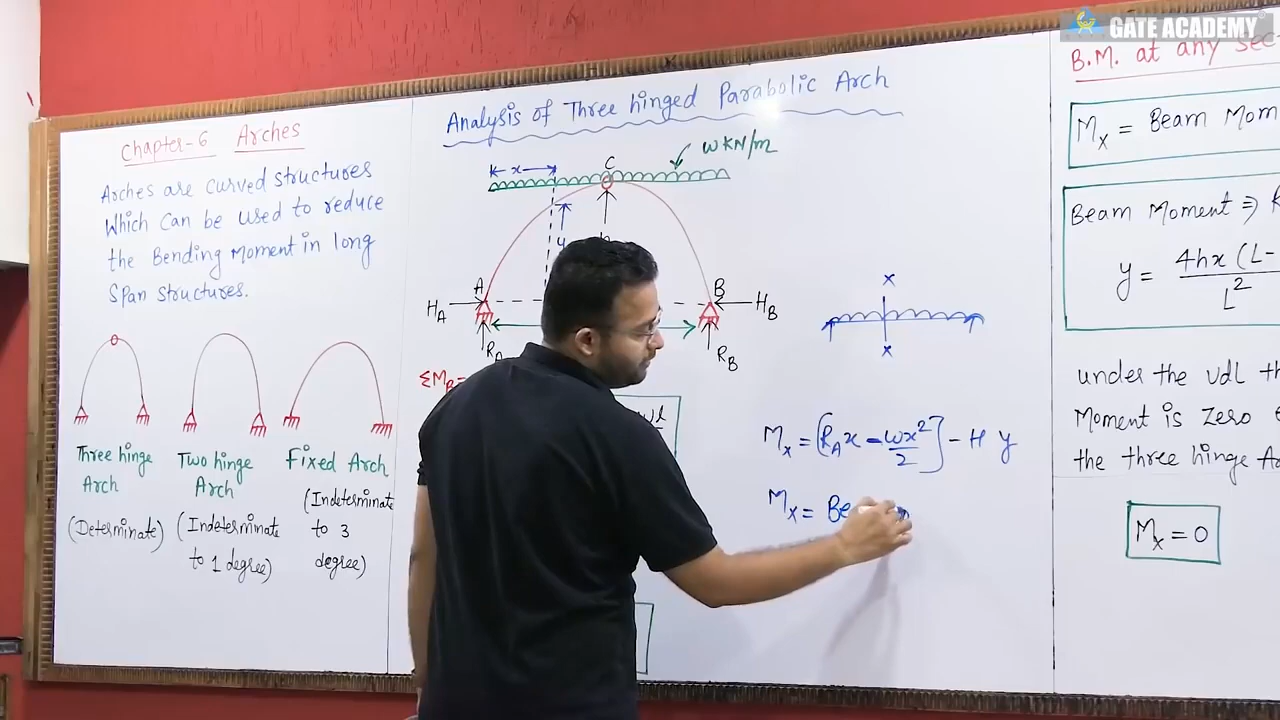 GATE ACADEMY
Chapter-6 Arches
Arches are curved structures
Which can be used to reduce
the Bending Moment in long
Span structures.
Three hinge
Arch
(Determinate)
Two hinge
Arch
(Indeterminate
to 1 degree)
Fixed Arch
(Indeterminate
to 3
degree)
Analysis of Three hinged Parabolic Arch
x
C
w kN/m
y
h
A
B
H_A
H_B
R_A
R_B
ΣM_B=
wl
x
x
M_x = [R_A x - wx²/2] - H y
M_x = Be
B.M. at any sec
M_x = Beam Mom
Beam Moment ⇒
y = 4hx (L- / L²
under the udl th
Moment is Zero
the three hinge A
M_x = 0